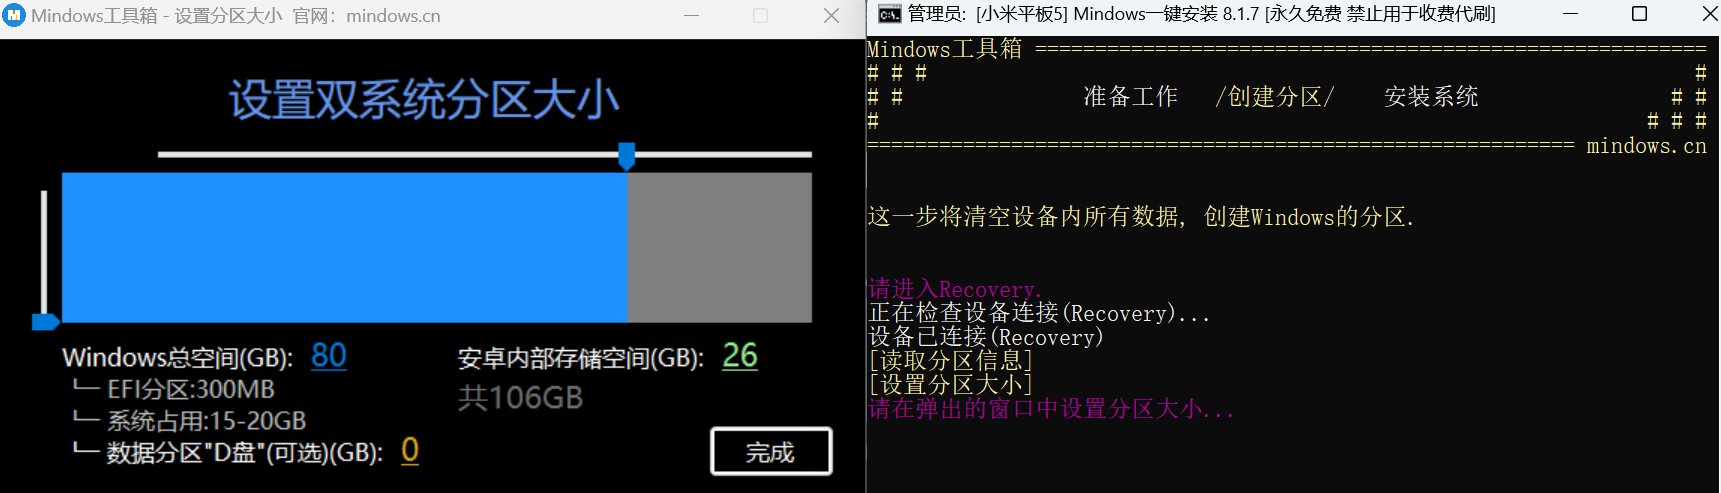 Mindows工具箱 - 设置分区大小 官网：mindows.cn
设置双系统分区大小
Windows总空间(GB): 80
└─ EFI分区:300MB
└─ 系统占用:15-20GB
└─ 数据分区"D盘"(可选)(GB): 0
安卓内部存储空间(GB): 26
共106GB
完成
管理员: [小米平板5] Mindows一键安装 8.1.7 [永久免费 禁止用于收费代刷]
Mindows工具箱 ========================================================
# # # #
# # 准备工作 /创建分区/ 安装系统 # #
# # # #
=========================================================== mindows.cn
这一步将清空设备内所有数据, 创建Windows的分区.
请进入Recovery.
正在检查设备连接(Recovery)...
设备已连接(Recovery)
[读取分区信息]
[设置分区大小]
请在弹出的窗口中设置分区大小...